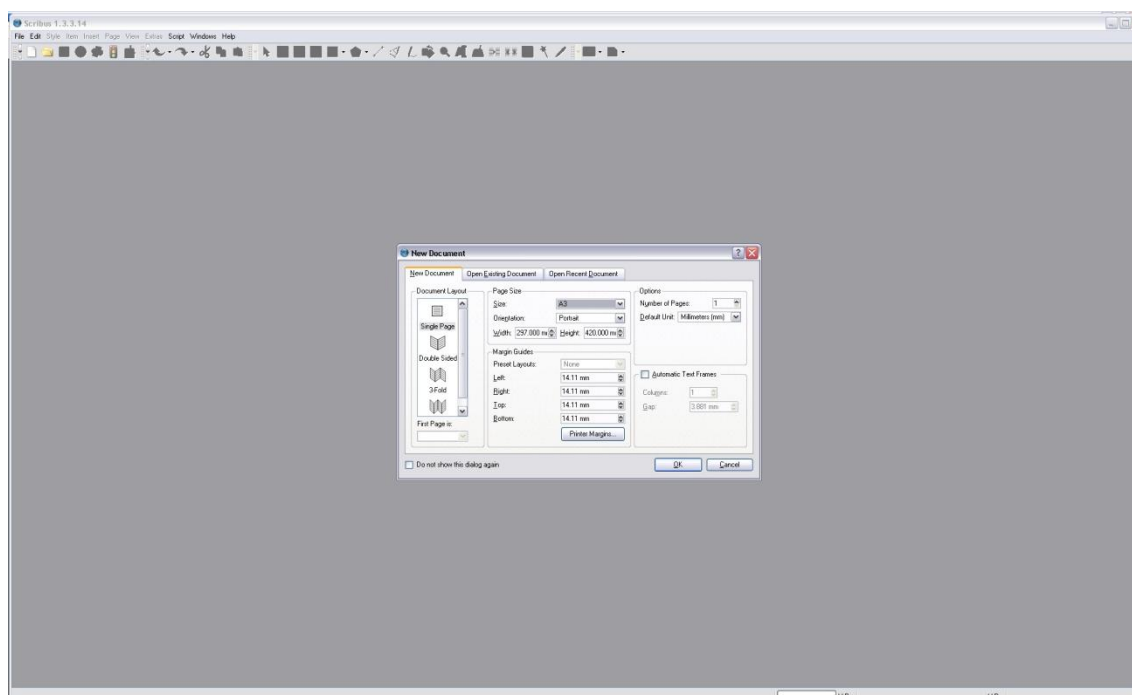 Scribus 1.3.3.14
File Edit Style Item Insert Page View Extras Script Windows Help
New Document
New Document Open Existing Document Open Recent Document
Document Layout
Single Page
Double Sided
3-Fold
First Page is:
Page Size
Size: A3
Orientation: Portrait
Width: 297.000 m Height: 420.000 m
Margin Guides
Preset Layouts: None
Left: 14.11 mm
Right: 14.11 mm
Top: 14.11 mm
Bottom: 14.11 mm
Printer Margins...
Options
Number of Pages: 1
Default Unit: Millimeters (mm)
Automatic Text Frames
Columns: 1
Gap: 3.881 mm
Do not show this dialog again
OK Cancel